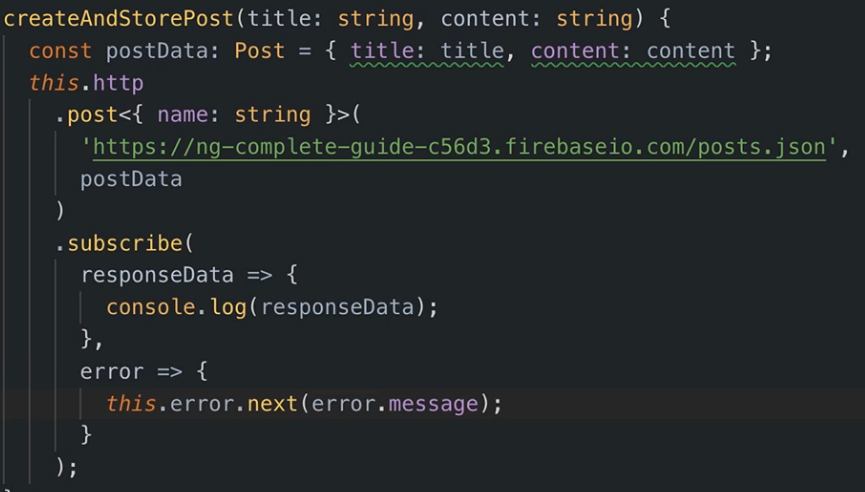 createAndStorePost(title: string, content: string) {
const postData: Post = { title: title, content: content };
this.http
.post<{ name: string }>(
'https://ng-complete-guide-c56d3.firebaseio.com/posts.json',
postData
)
.subscribe(
responseData => {
console.log(responseData);
},
error => {
this.error.next(error.message);
}
);